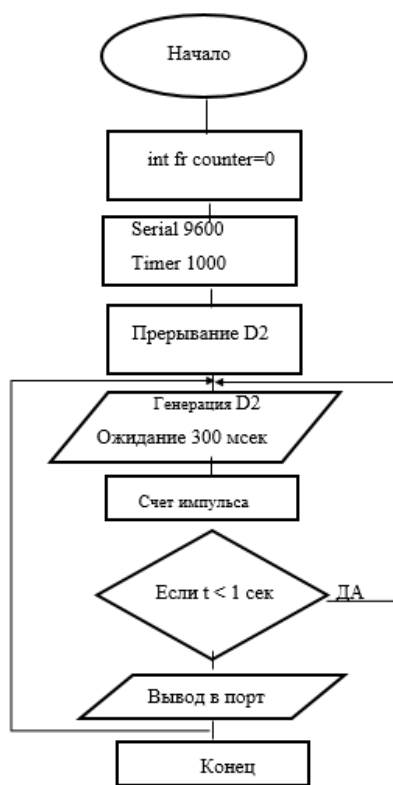 Начало
int fr counter=0
Serial 9600
Timer 1000
Прерывание D2
Генерация D2
Ожидание 300 мсек
Счет импульса
Если t < 1 сек
ДА
Вывод в порт
Конец